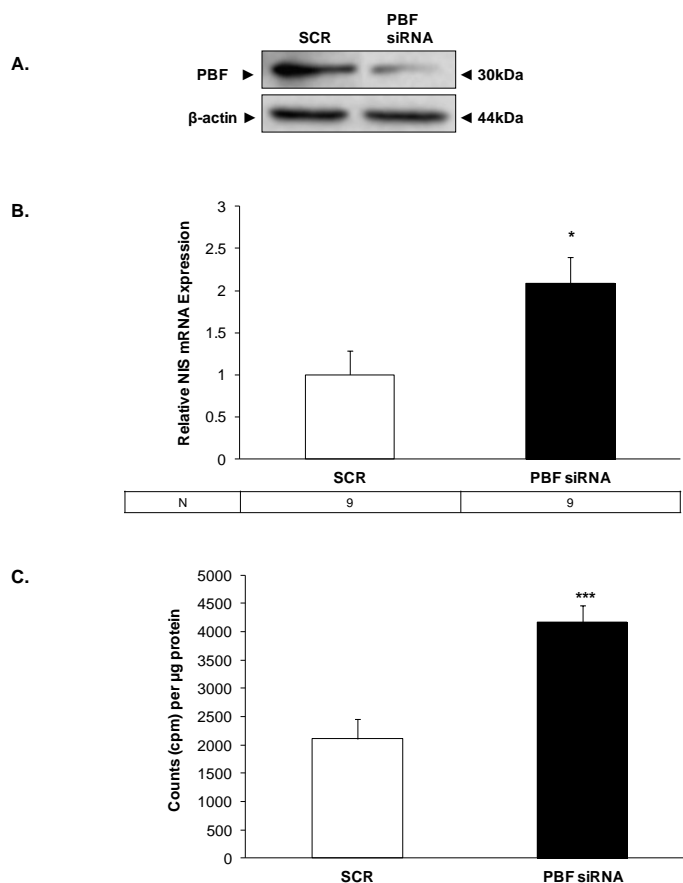 A.
SCR
PBF
siRNA
PBF ► ◄ 30kDa
β-actin ► ◄ 44kDa
B.
Relative NIS mRNA Expression
3
2.5
2
1.5
1
0.5
0
*
SCR PBF siRNA
N 9 9
C.
Counts (cpm) per µg protein
5000
4500
4000
3500
3000
2500
2000
1500
1000
500
0
***
SCR PBF siRNA